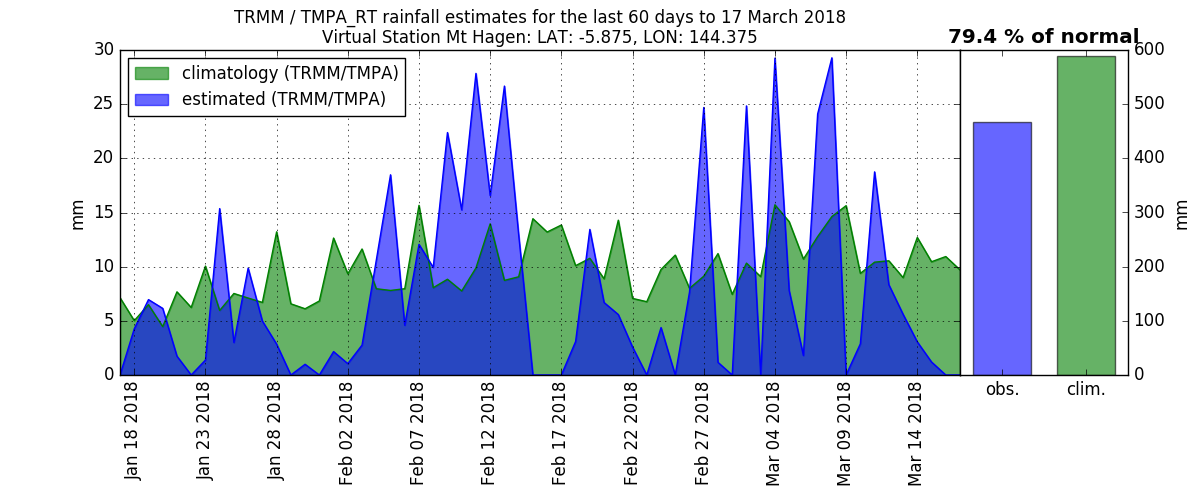 TRMM / TMPA_RT rainfall estimates for the last 60 days to 17 March 2018
Virtual Station Mt Hagen: LAT: -5.875, LON: 144.375
79.4 % of normal
climatology (TRMM/TMPA)
estimated (TRMM/TMPA)
30
25
20
15
10
5
0
mm
Jan 18 2018
Jan 23 2018
Jan 28 2018
Feb 02 2018
Feb 07 2018
Feb 12 2018
Feb 17 2018
Feb 22 2018
Feb 27 2018
Mar 04 2018
Mar 09 2018
Mar 14 2018
obs.
clim.
600
500
400
300
200
100
0
mm